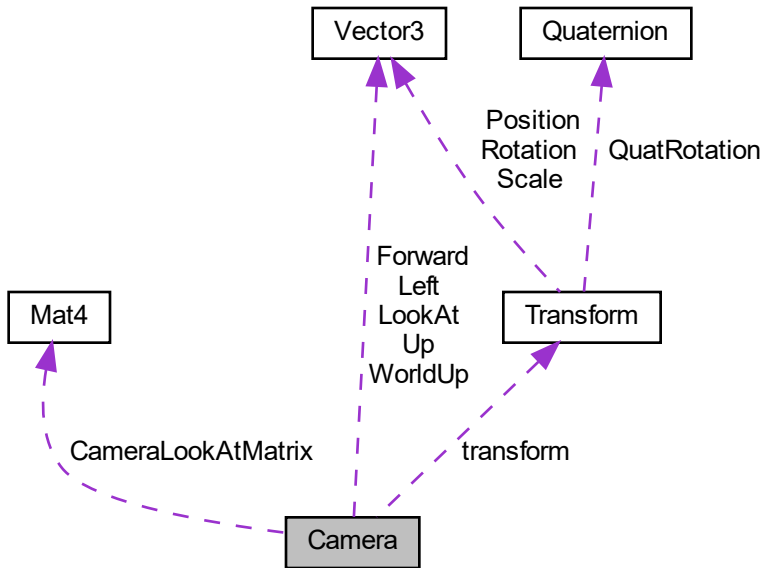 Vector3
Quaternion
Position
Rotation
Scale
QuatRotation
Forward
Left
LookAt
Up
WorldUp
Mat4
Transform
CameraLookAtMatrix
transform
Camera